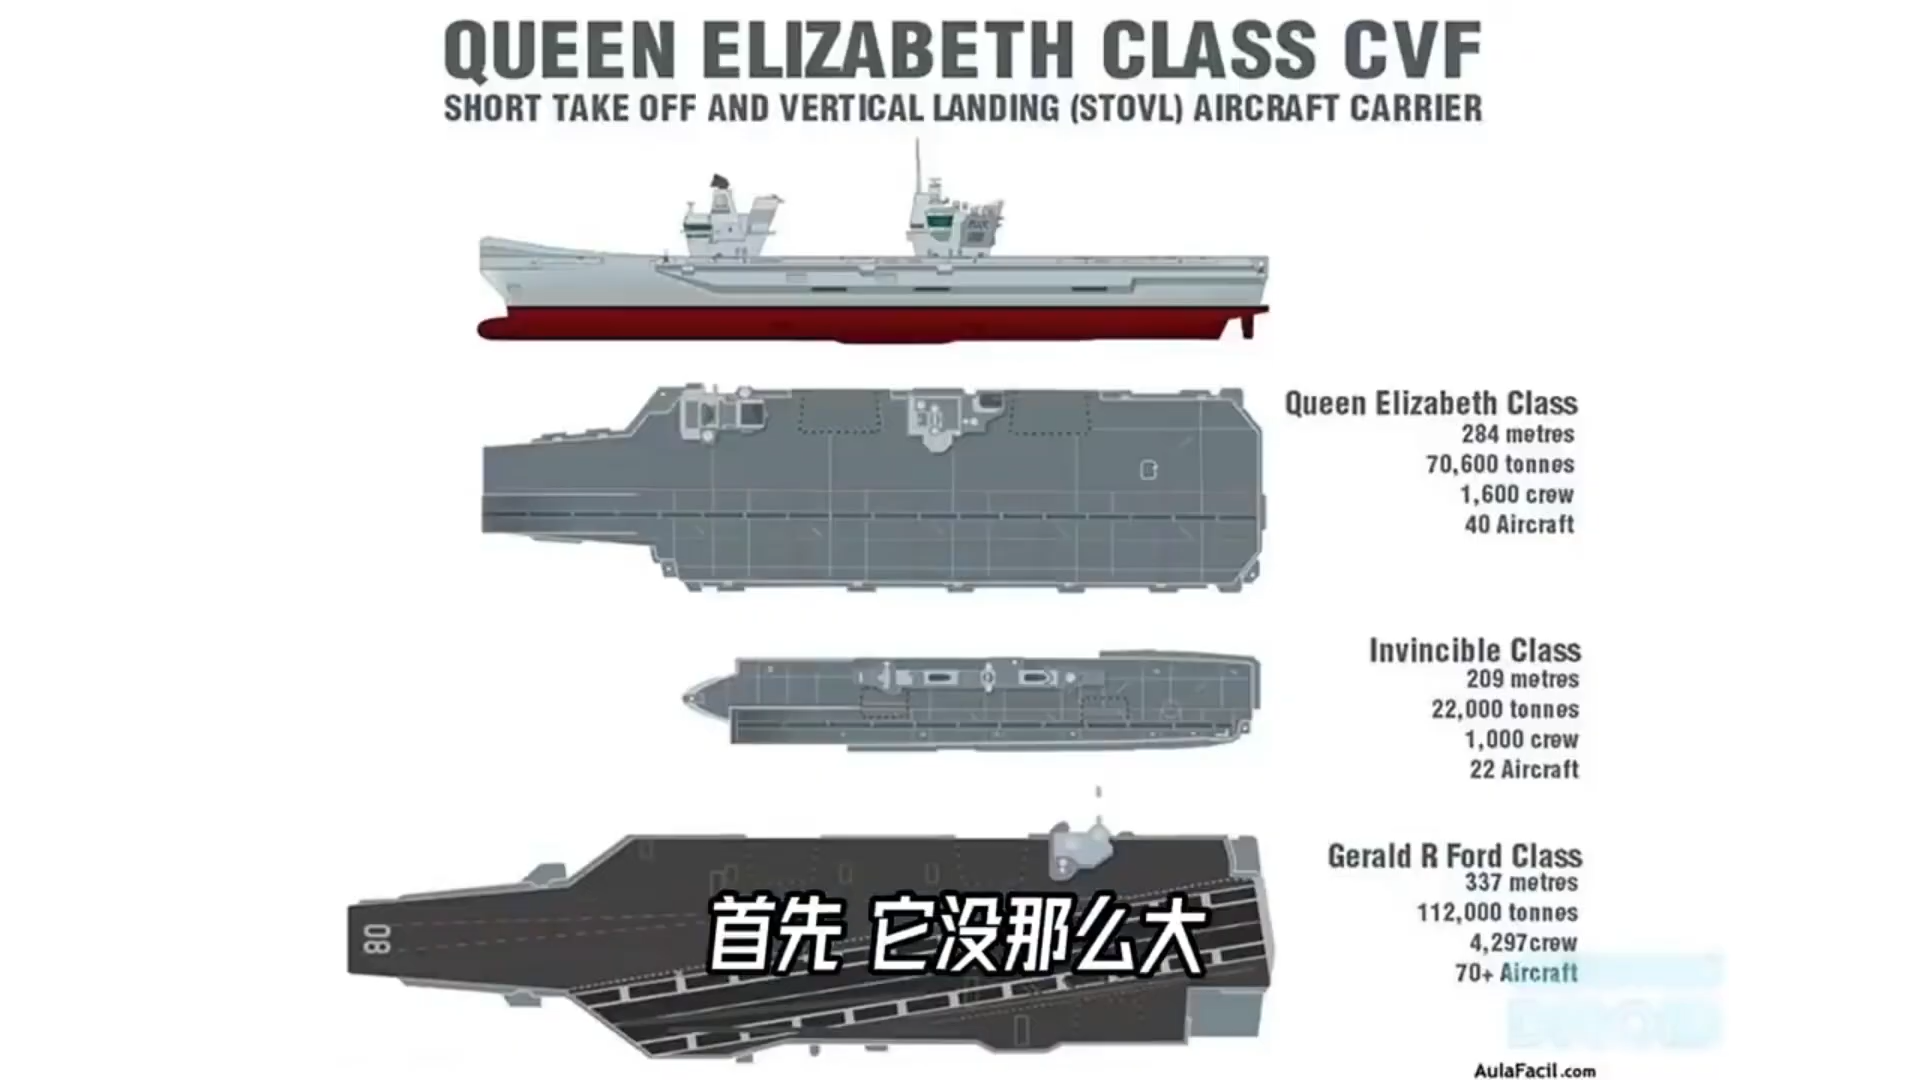 QUEEN ELIZABETH CLASS CVF
SHORT TAKE OFF AND VERTICAL LANDING (STOVL) AIRCRAFT CARRIER
Queen Elizabeth Class
284 metres
70,600 tonnes
1,600 crew
40 Aircraft
Invincible Class
209 metres
22,000 tonnes
1,000 crew
22 Aircraft
Gerald R Ford Class
337 metres
112,000 tonnes
4,297crew
70+ Aircraft
80
首先 它没那么大
AulaFacil.com